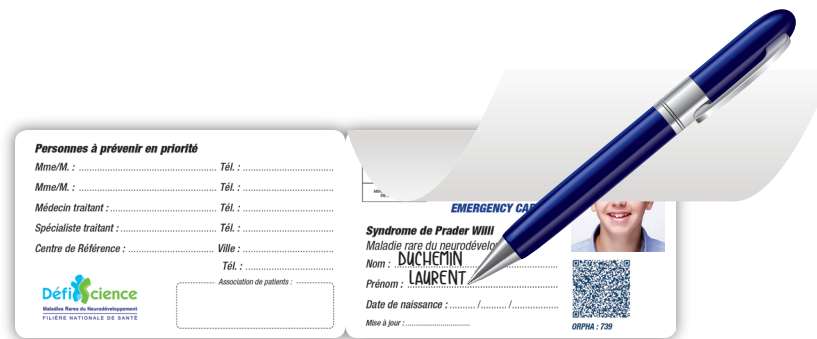 Personnes à prévenir en priorité
Mme/M. : Tél. :
Mme/M. : Tél. :
Médecin traitant : Tél. :
Spécialiste traitant : Tél. :
Centre de Référence : Ville :
Tél. :
Association de patients :
Défi Science
Maladies Rares du Neurodéveloppement
FILIÈRE NATIONALE DE SANTÉ
EMERGENCY CA
Syndrome de Prader Willi
Maladie rare du neurodévelo
Nom : DUCHEMIN
Prénom : LAURENT
Date de naissance : / /
Mise à jour :
ORPHA : 739